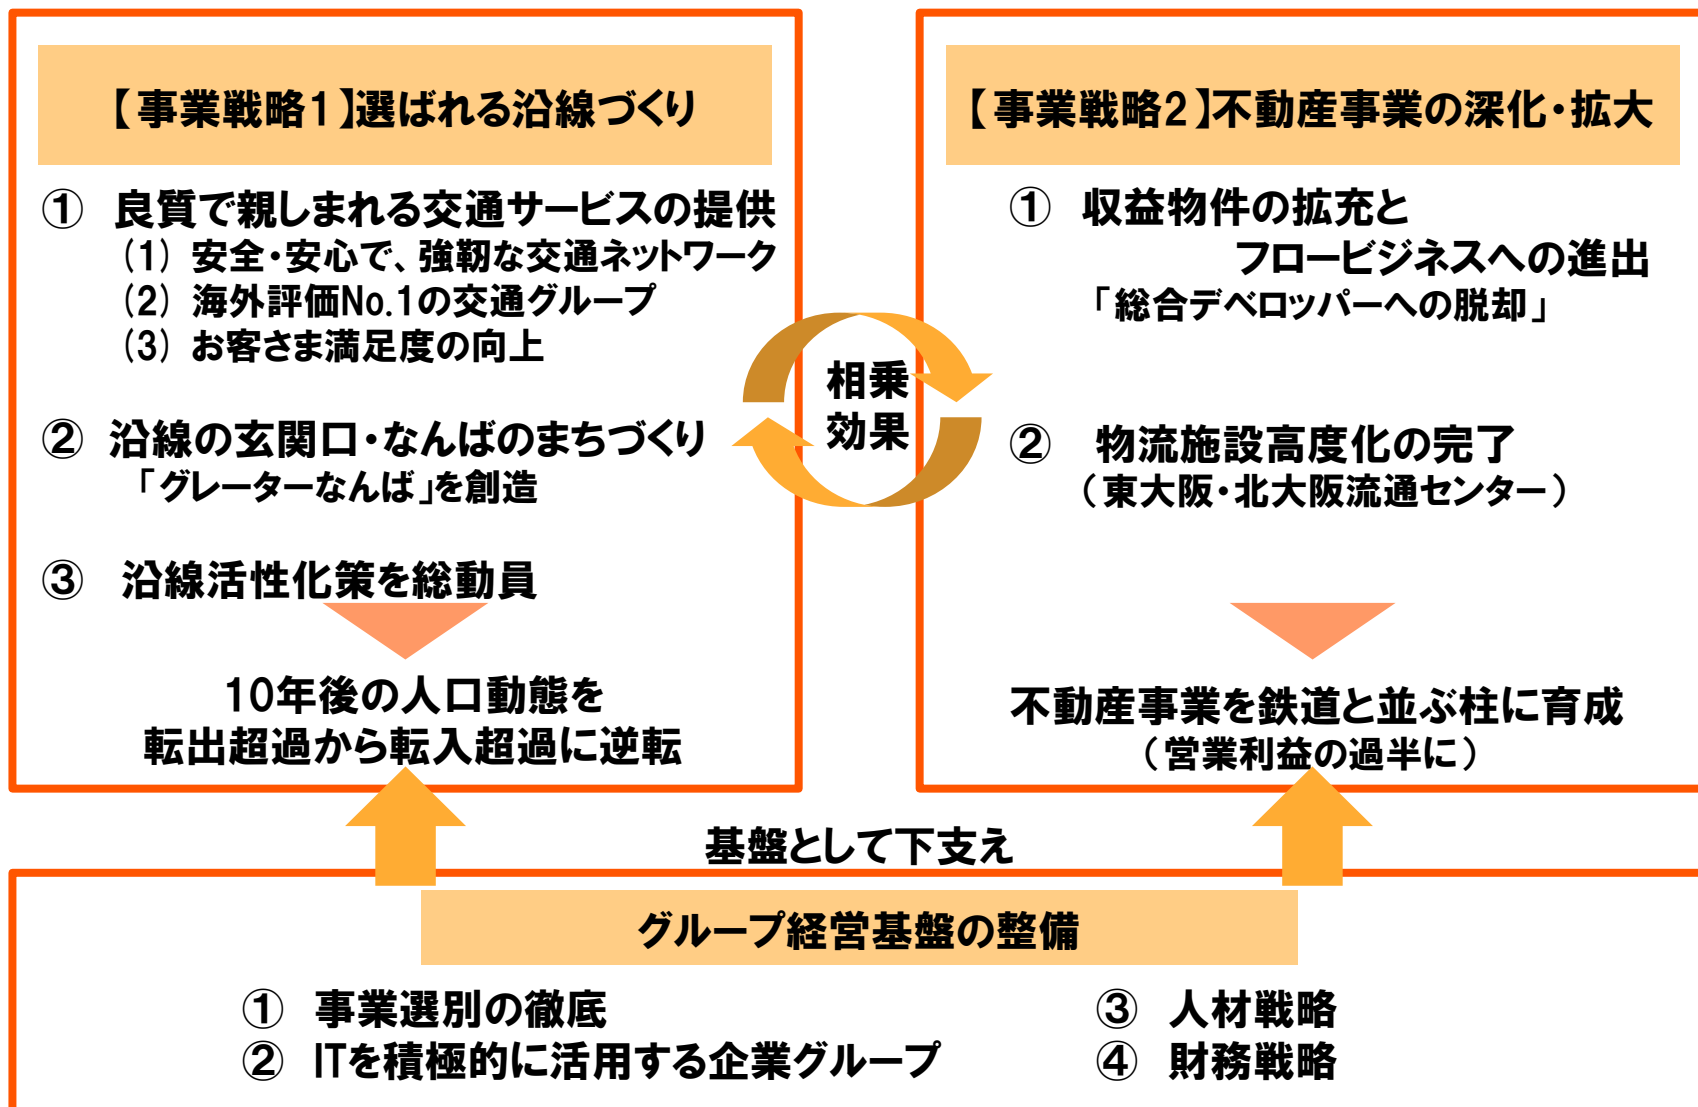 【事業戦略1】選ばれる沿線づくり
① 良質で親しまれる交通サービスの提供
(1) 安全・安心で、強靭な交通ネットワーク
(2) 海外評価No.1の交通グループ
(3) お客さま満足度の向上
② 沿線の玄関口・なんばのまちづくり
「グレーターなんば」を創造
③ 沿線活性化策を総動員
10年後の人口動態を
転出超過から転入超過に逆転
相乗
効果
【事業戦略2】不動産事業の深化・拡大
① 収益物件の拡充と
フロービジネスへの進出
「総合デベロッパーへの脱却」
② 物流施設高度化の完了
（東大阪・北大阪流通センター）
不動産事業を鉄道と並ぶ柱に育成
（営業利益の過半に）
基盤として下支え
グループ経営基盤の整備
① 事業選別の徹底
② ITを積極的に活用する企業グループ
③ 人材戦略
④ 財務戦略